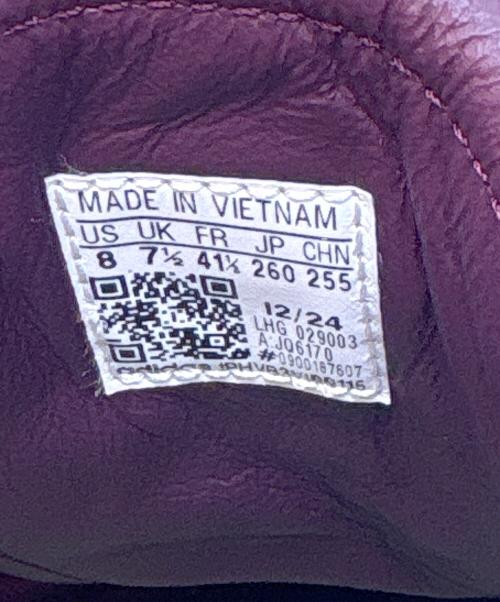 MADE IN VIETNAM
US UK FR JP CHN
8 7½ 41⅓ 260 255
12/24
LHG 029003
A:JQ6170
#0900187607
adidas